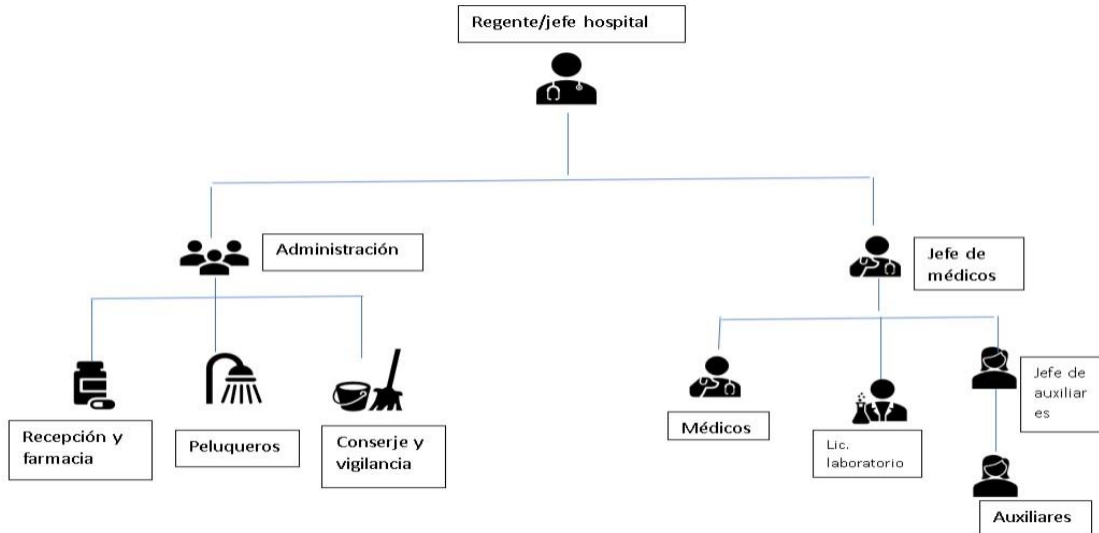 Regente/jefe hospital
Administración
Jefe de
médicos
Recepción y
farmacia
Peluqueros
Conserje y
vigilancia
Médicos
Lic.
laboratorio
Jefe de
auxiliar
es
Auxiliares